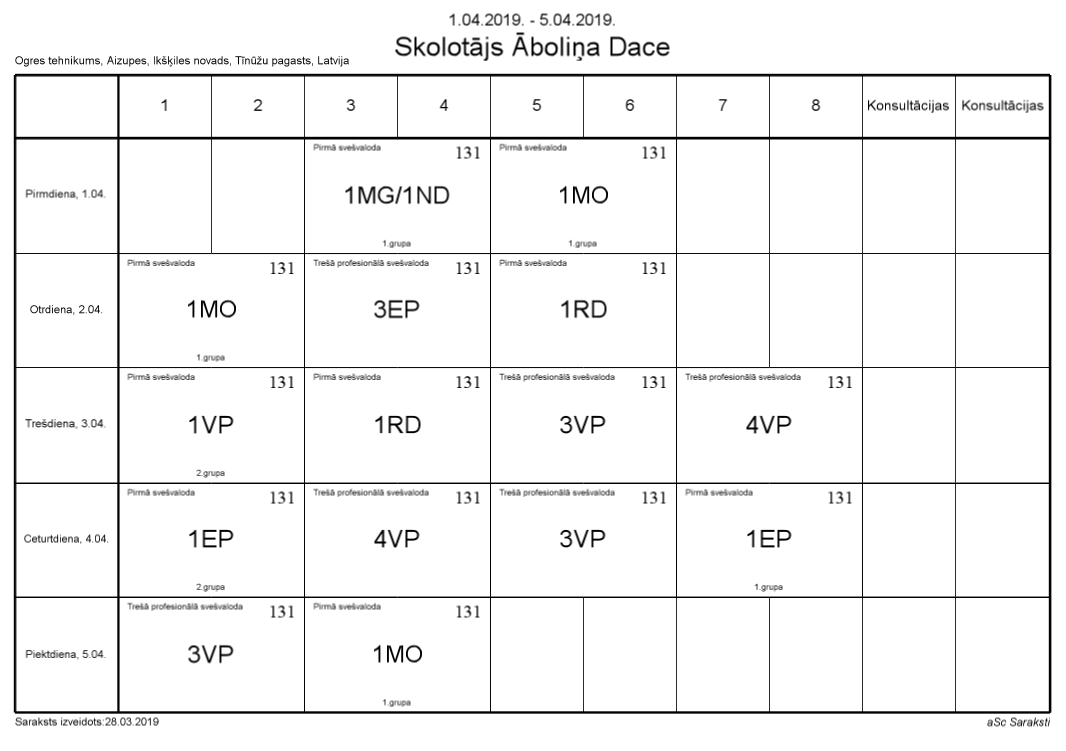 1.04.2019. - 5.04.2019.
Skolotājs Āboliņa Dace
Ogres tehnikums, Aizupes, Ikšķiles novads, Tīnūžu pagasts, Latvija
1 2 3 4 5 6 7 8 Konsultācijas Konsultācijas
Pirmā svešvaloda 131 Pirmā svešvaloda 131
Pirmdiena, 1.04. 1MG/1ND 1MO
1.grupa 1.grupa
Pirmā svešvaloda 131 Trešā profesionālā svešvaloda 131 Pirmā svešvaloda 131
Otrdiena, 2.04. 1MO 3EP 1RD
1.grupa
Pirmā svešvaloda 131 Pirmā svešvaloda 131 Trešā profesionālā svešvaloda 131 Trešā profesionālā svešvaloda 131
Trešdiena, 3.04. 1VP 1RD 3VP 4VP
2.grupa
Pirmā svešvaloda 131 Trešā profesionālā svešvaloda 131 Trešā profesionālā svešvaloda 131 Pirmā svešvaloda 131
Ceturtdiena, 4.04. 1EP 4VP 3VP 1EP
2.grupa 1.grupa
Trešā profesionālā svešvaloda 131 Pirmā svešvaloda 131
Piektdiena, 5.04. 3VP 1MO
1.grupa
Saraksts izveidots:28.03.2019 aSc Saraksti